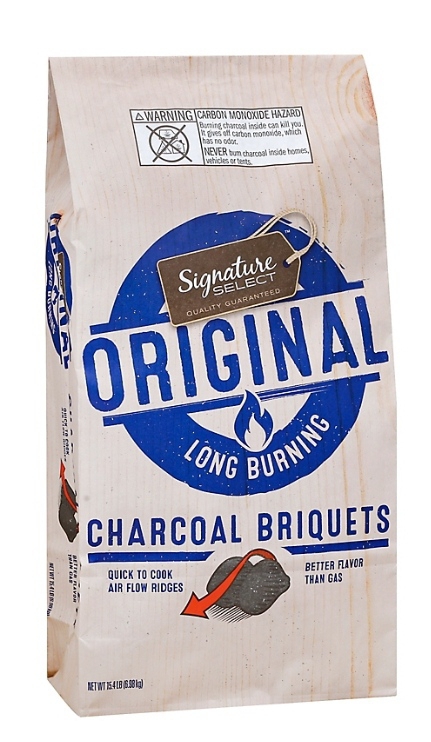 WARNING
CARBON MONOXIDE HAZARD
Burning charcoal inside can kill you.
It gives off carbon monoxide, which
has no odor.
NEVER burn charcoal inside homes,
vehicles or tents.
Signature
SELECT
™
QUALITY GUARANTEED
ORIGINAL
LONG BURNING
CHARCOAL BRIQUETS
QUICK TO COOK
AIR FLOW RIDGES
BETTER FLAVOR
THAN GAS
NET WT 15.4 LB (6.98 kg)